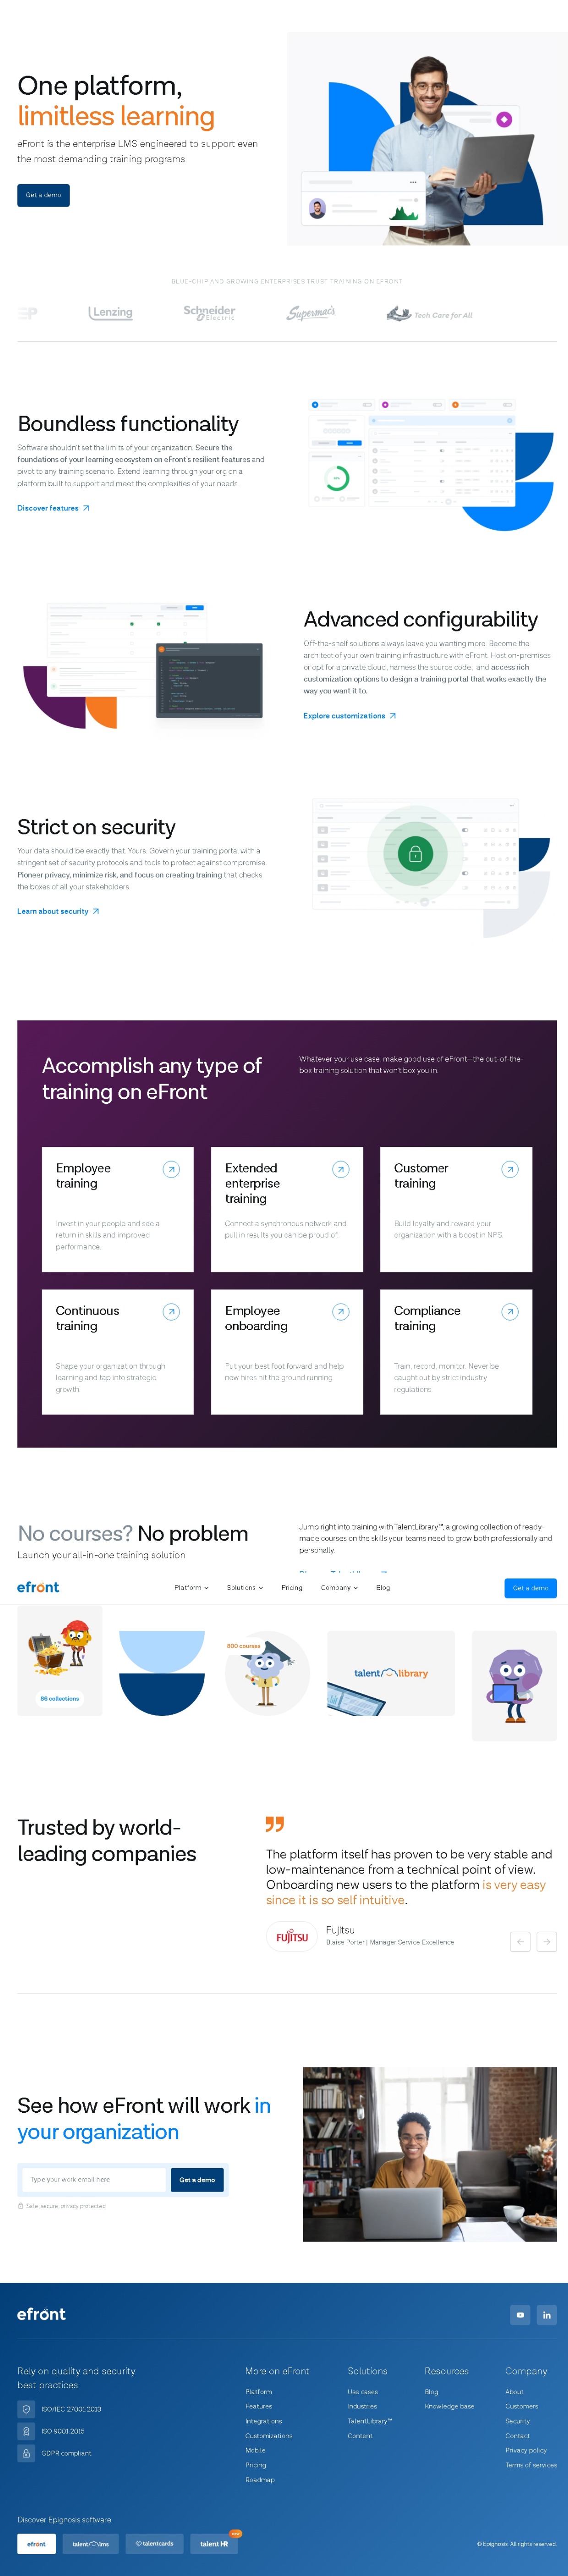 One platform,
limitless learning
eFront is the enterprise LMS engineered to support even
the most demanding training programs
Get a demo
BLUE-CHIP AND GROWING ENTERPRISES TRUST TRAINING ON EFRONT
Lenzing
Schneider
Electric
Supermac's
Tech Care for All
Boundless functionality
Software shouldn't set the limits of your organization. Secure the
foundations of your learning ecosystem on eFront's resilient features and
pivot to any training scenario. Extend learning through your org on a
platform built to support and meet the complexities of your needs.
Discover features
Advanced configurability
Off-the-shelf solutions always leave you wanting more. Become the
architect of your own training infrastructure with eFront. Host on-premises
or opt for a private cloud, harness the source code, and access rich
customization options to design a training portal that works exactly the
way you want it to.
Explore customizations
Strict on security
Your data should be exactly that. Yours. Govern your training portal with a
stringent set of security protocols and tools to protect against compromise.
Pioneer privacy, minimize risk, and focus on creating training that checks
the boxes of all your stakeholders.
Learn about security
Accomplish any type of
training on eFront
Whatever your use case, make good use of eFront—the out-of-the-
box training solution that won't box you in.
Employee
training
Invest in your people and see a
return in skills and improved
performance.
Extended
enterprise
training
Connect a synchronous network and
pull in results you can be proud of.
Customer
training
Build loyalty and reward your
organization with a boost in NPS.
Continuous
training
Shape your organization through
learning and tap into strategic
growth.
Employee
onboarding
Put your best foot forward and help
new hires hit the ground running.
Compliance
training
Train, record, monitor. Never be
caught out by strict industry
regulations.
No courses? No problem
Launch your all-in-one training solution
Jump right into training with TalentLibrary™, a growing collection of ready-
made courses on the skills your teams need to grow both professionally and
personally.
efront
Platform
Solutions
Pricing
Company
Blog
Get a demo
86 collections
800 courses
talent library
Trusted by world-
leading companies
The platform itself has proven to be very stable and
low-maintenance from a technical point of view.
Onboarding new users to the platform is very easy
since it is so self intuitive.
FUJITSU
Fujitsu
Blaise Porter | Manager Service Excellence
See how eFront will work in
your organization
Type your work email here
Get a demo
Safe, secure, privacy protected
efront
Rely on quality and security
best practices
ISO/IEC 27001:2013
ISO 9001:2015
GDPR compliant
More on eFront
Platform
Features
Integrations
Customizations
Mobile
Pricing
Roadmap
Solutions
Use cases
Industries
TalentLibrary™
Content
Resources
Blog
Knowledge base
Company
About
Customers
Security
Contact
Privacy policy
Terms of services
Discover Epignosis software
efront
talent lms
talentcards
talent HR
© Epignosis. All rights reserved.